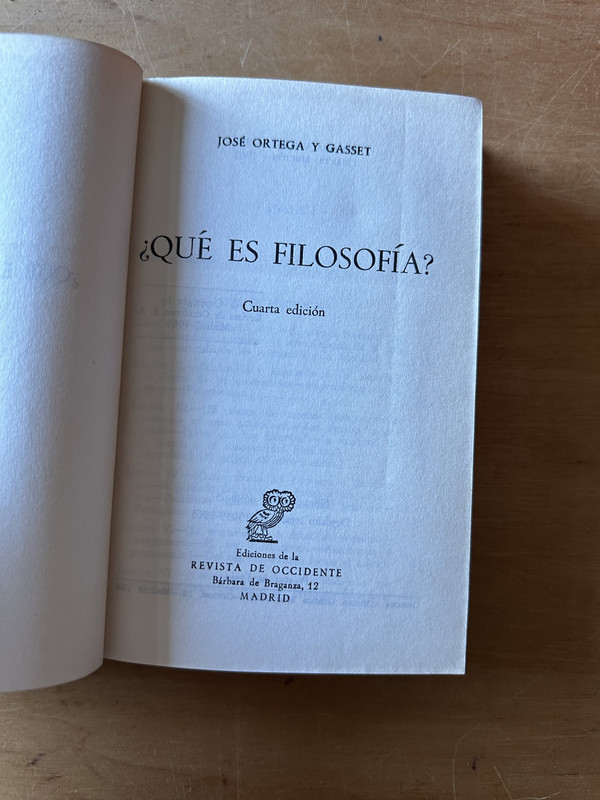 JOSÉ ORTEGA Y GASSET
¿QUÉ ES FILOSOFÍA?
Cuarta edición
Ediciones de la
REVISTA DE OCCIDENTE
Bárbara de Braganza, 12
MADRID